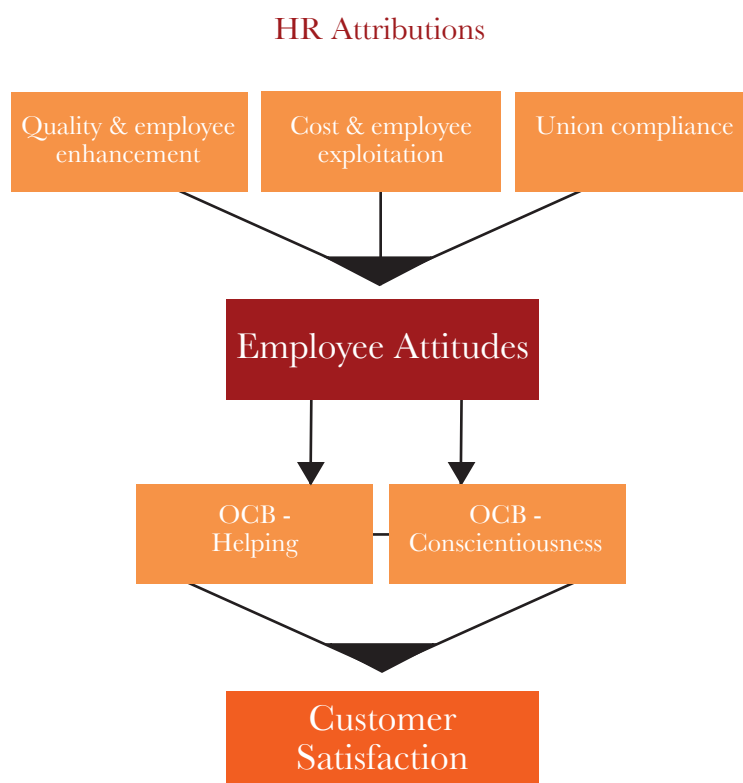 HR Attributions
Quality & employee
enhancement
Cost & employee
exploitation
Union compliance
Employee Attitudes
OCB -
Helping
OCB -
Conscientiousness
Customer
Satisfaction